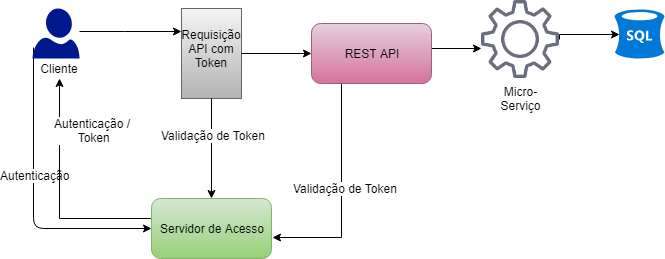 Requisição
API com
Token
REST API
SQL
Cliente
Micro-
Serviço
Autenticação /
Token
Validação de Token
Autenticação
Validação de Token
Servidor de Acesso